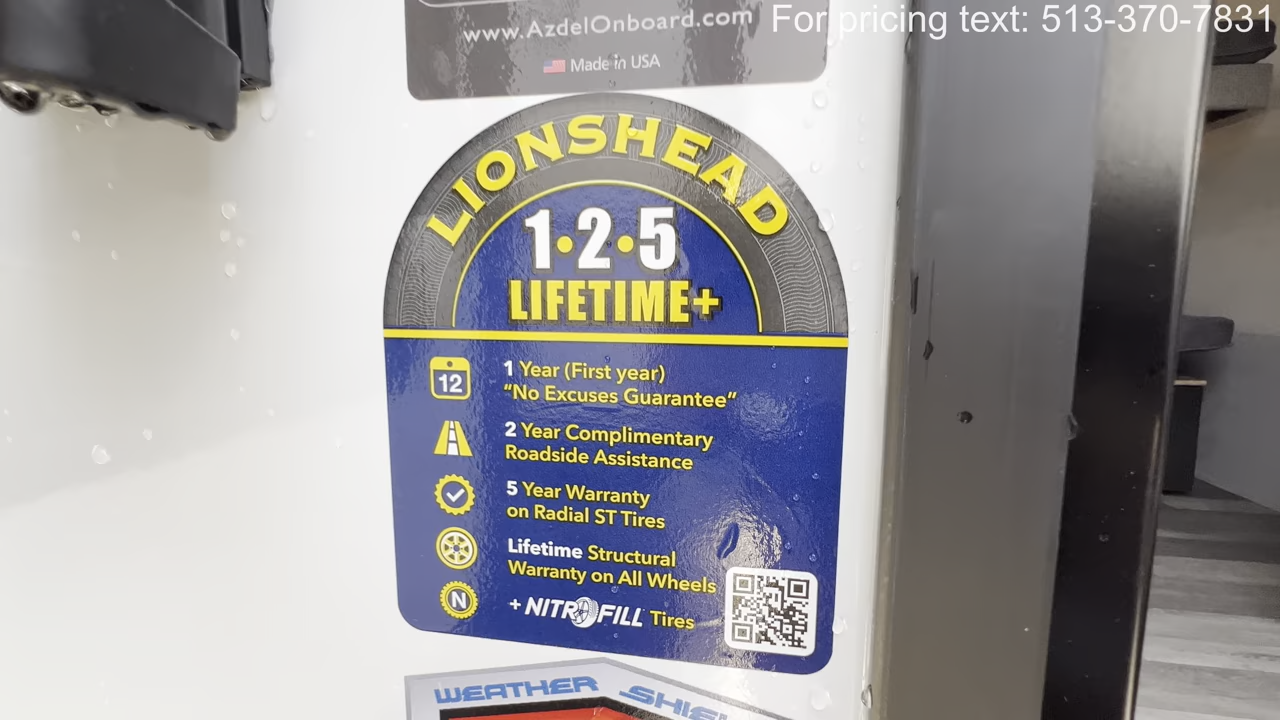 For pricing text: 513-370-7831
www.AzdelOnboard.com
Made in USA
LIONSHEAD
1•2•5
LIFETIME+
12
1 Year (First year)
"No Excuses Guarantee"
2 Year Complimentary
Roadside Assistance
5 Year Warranty
on Radial ST Tires
Lifetime Structural
Warranty on All Wheels
N
+ NITROFILL Tires
WEATHER